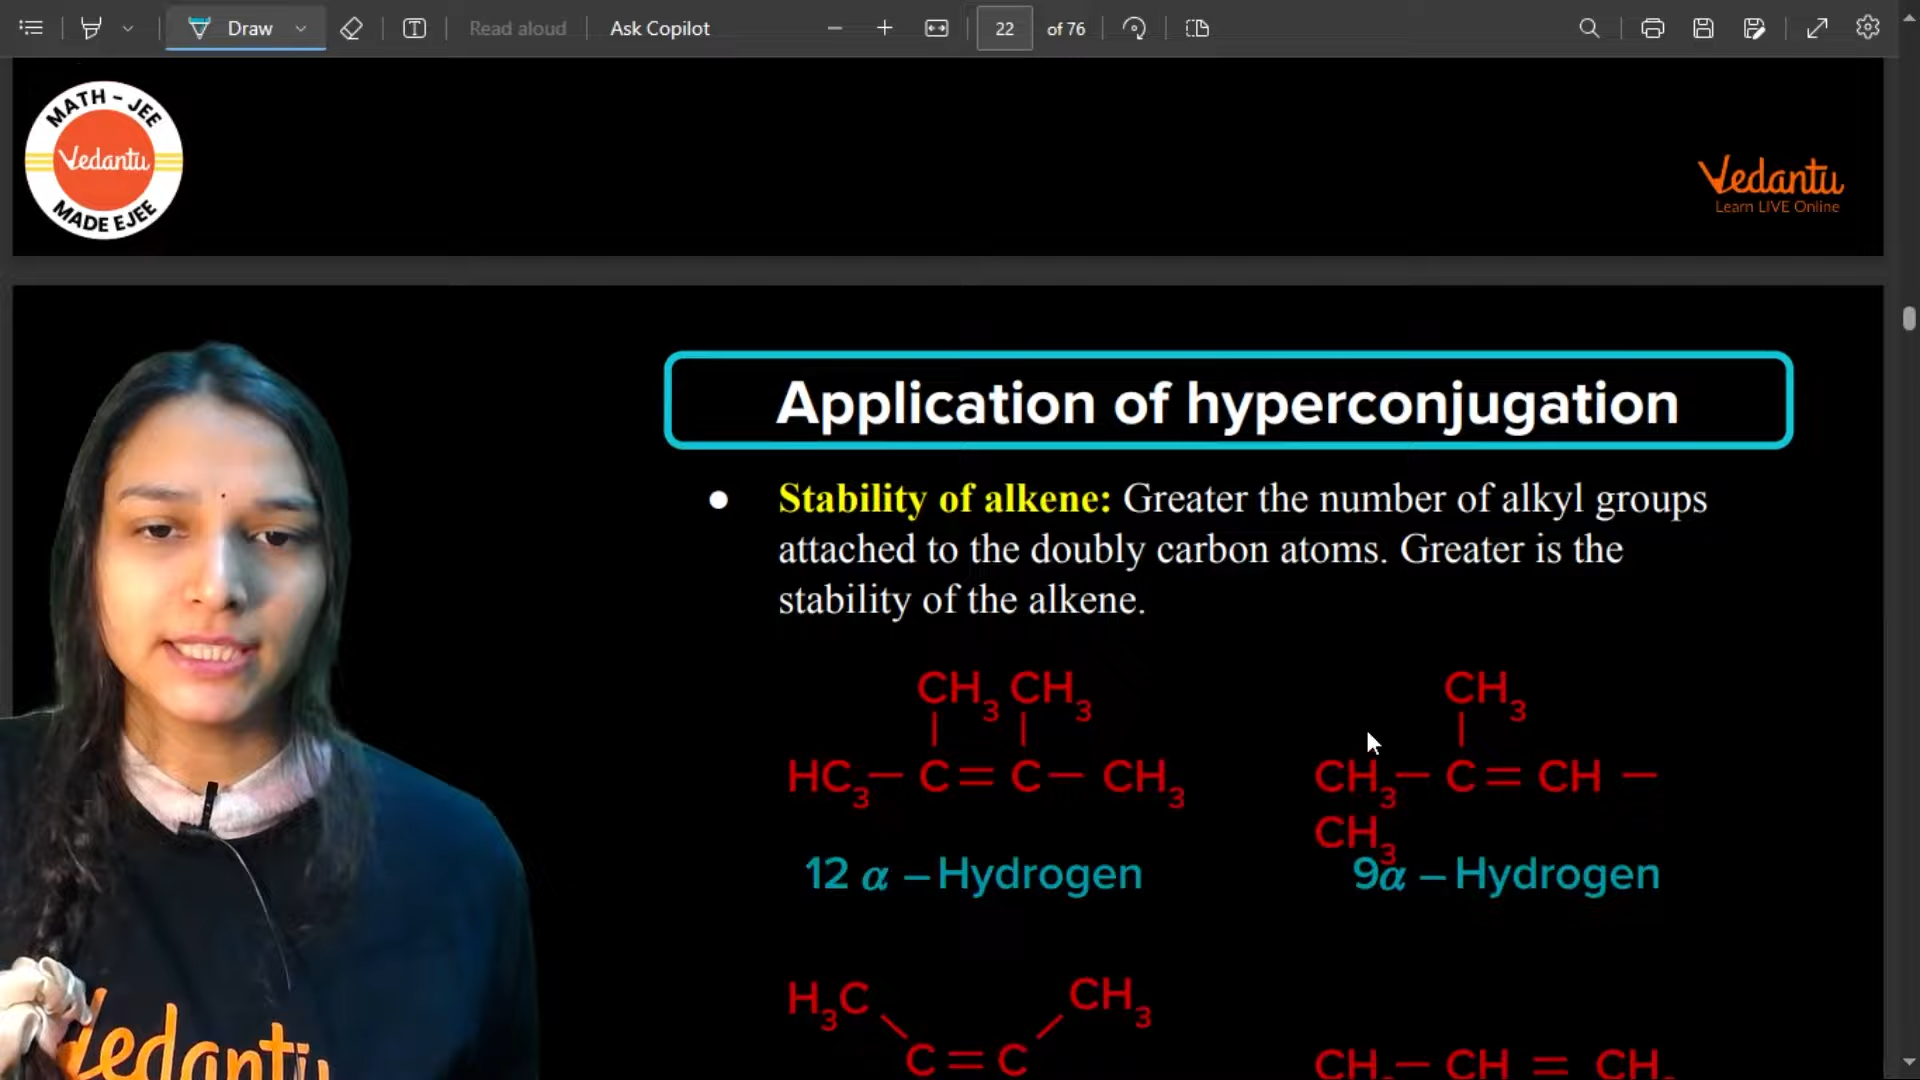 Draw
Read aloud
Ask Copilot
22
of 76
MATH - JEE
Vedantu
MADE EJEE
Vedantu
Learn LIVE Online
Application of hyperconjugation
Stability of alkene: Greater the number of alkyl groups
attached to the doubly carbon atoms. Greater is the
stability of the alkene.
CH3 CH3
HC3 — C = C — CH3
12 α – Hydrogen
CH3
CH3 — C = CH —
CH3
9α – Hydrogen
H3C CH3
C = C
CH3 — CH = CH
Vedantu